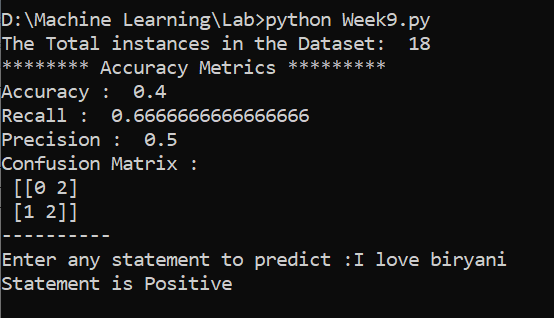 D:\Machine Learning\Lab>python Week9.py
The Total instances in the Dataset:  18
******** Accuracy Metrics *********
Accuracy :  0.4
Recall :  0.6666666666666666
Precision :  0.5
Confusion Matrix :
 [[0 2]
 [1 2]]
----------
Enter any statement to predict :I love biryani
Statement is Positive